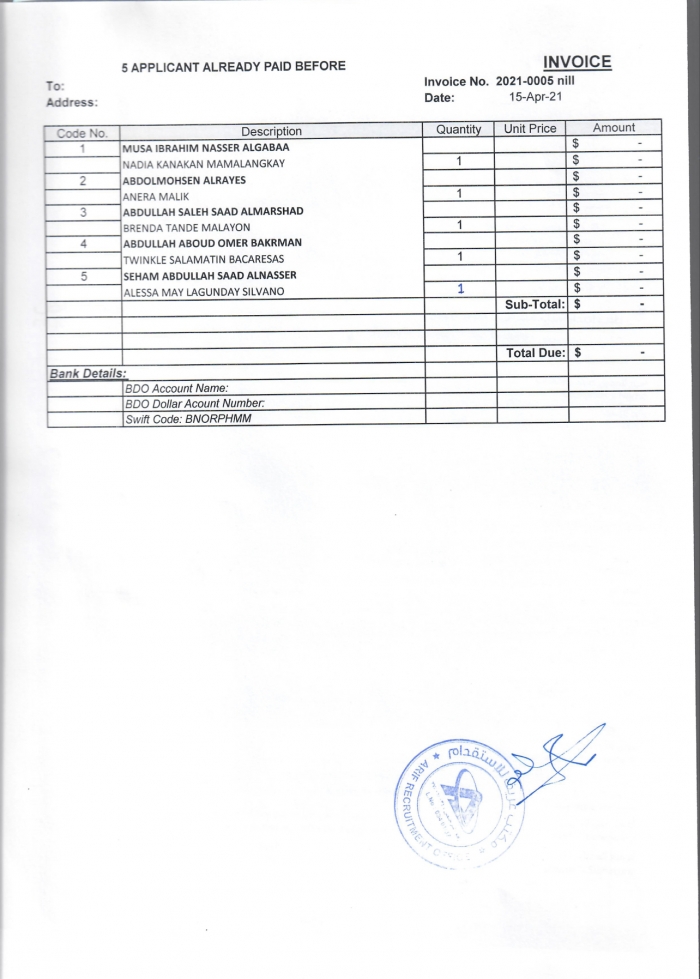 5 APPLICANT ALREADY PAID BEFORE
INVOICE
To:
Invoice No. 2021-0005 nill
Address:
Date: 15-Apr-21
Code No. Description Quantity Unit Price Amount
1 MUSA IBRAHIM NASSER ALGABAA $ -
NADIA KANAKAN MAMALANGKAY 1 $ -
2 ABDOLMOHSEN ALRAYES $ -
ANERA MALIK 1 $ -
3 ABDULLAH SALEH SAAD ALMARSHAD $ -
BRENDA TANDE MALAYON 1 $ -
4 ABDULLAH ABOUD OMER BAKRMAN $ -
TWINKLE SALAMATIN BACARESAS 1 $ -
5 SEHAM ABDULLAH SAAD ALNASSER $ -
ALESSA MAY LAGUNDAY SILVANO 1 $ -
Sub-Total: $ -
Total Due: $ -
Bank Details:
BDO Account Name:
BDO Dollar Acount Number:
Swift Code: BNORPHMM
للاستقدام
ARIF RECRUITMENT